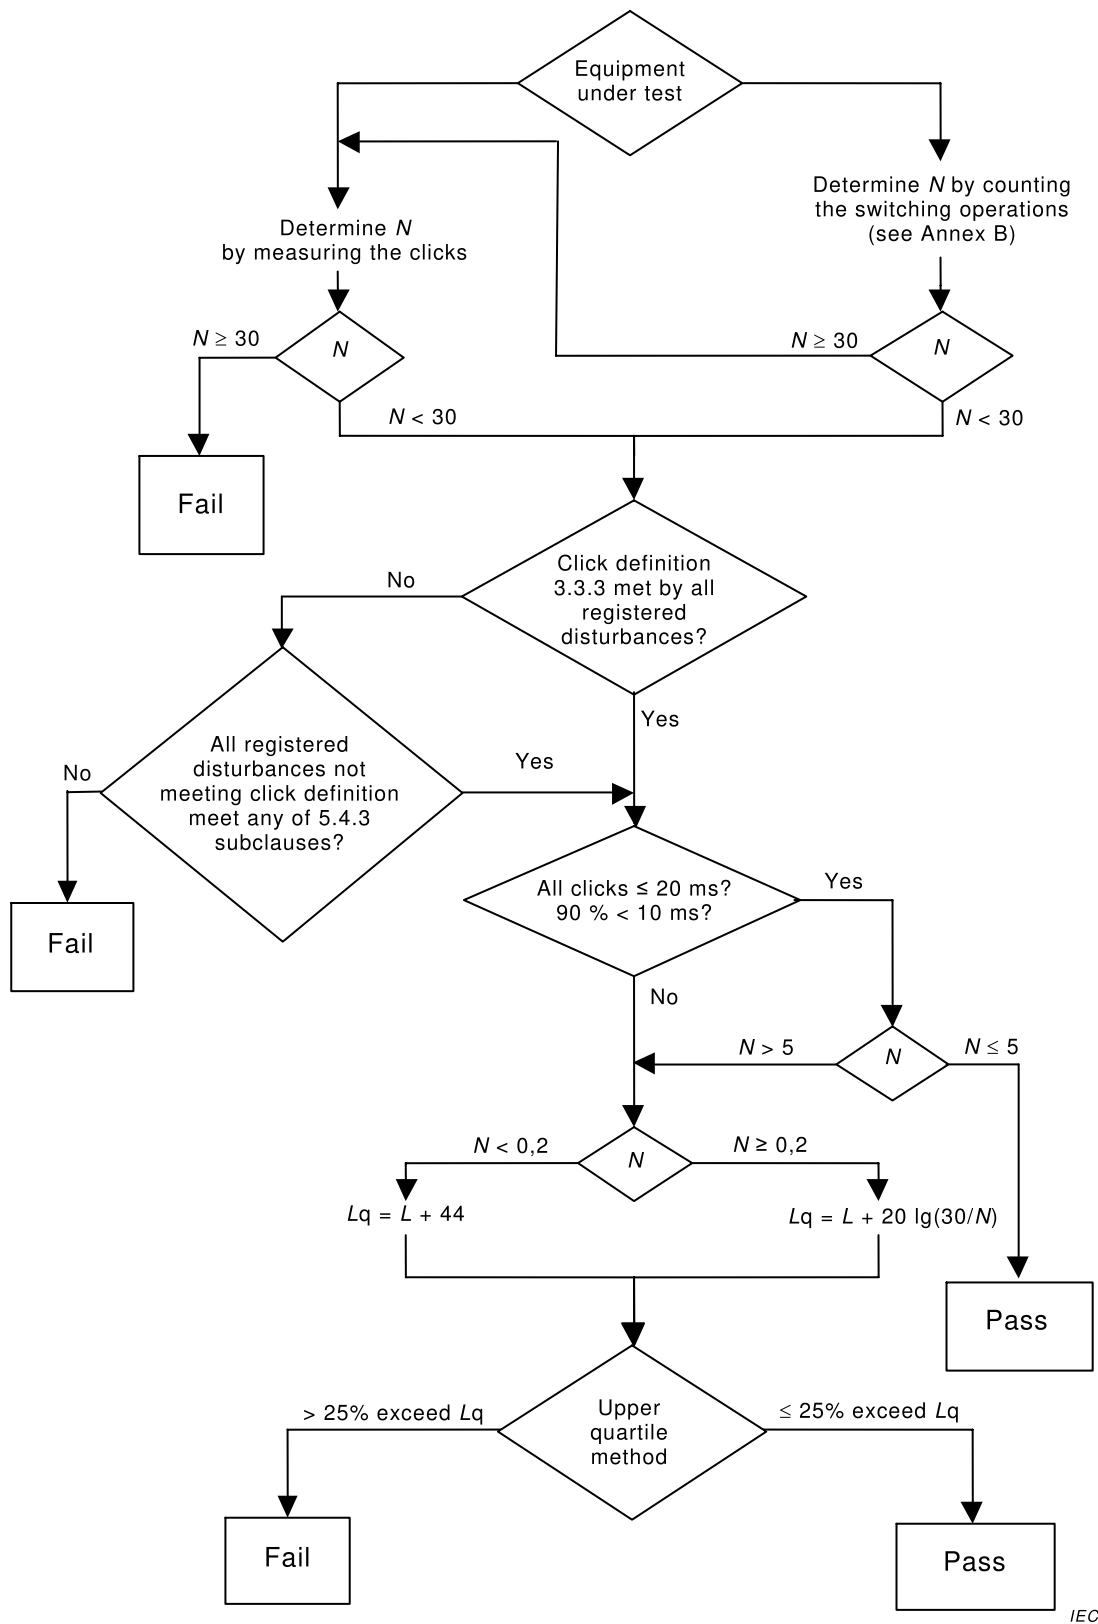 Equipment
under test
Determine N by counting
the switching operations
(see Annex B)
Determine N
by measuring the clicks
N ≥ 30
N
N ≥ 30
N
N < 30
N < 30
Fail
Click definition
3.3.3 met by all
registered
disturbances?
No
Yes
All registered
disturbances not
meeting click definition
meet any of 5.4.3
subclauses?
No
Yes
Fail
All clicks ≤ 20 ms?
90 % < 10 ms?
Yes
No
N > 5
N
N ≤ 5
N < 0,2
N
N ≥ 0,2
Lq = L + 44
Lq = L + 20 lg(30/N)
Pass
> 25% exceed Lq
Upper
quartile
method
≤ 25% exceed Lq
Fail
Pass
IEC